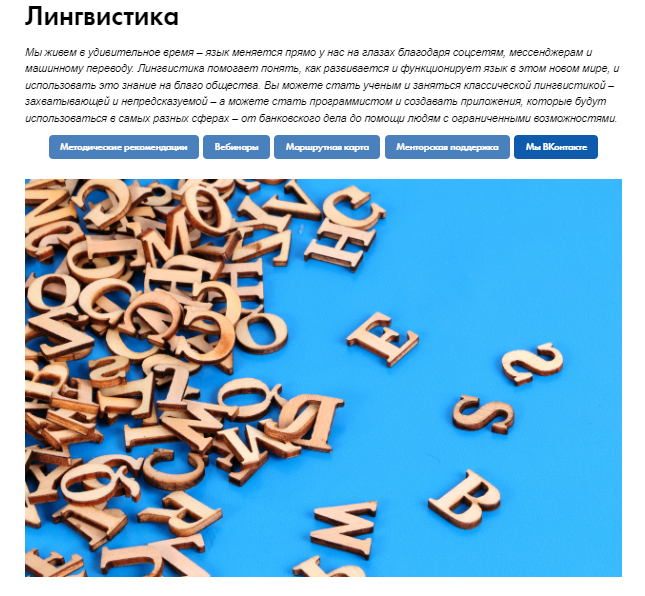 Лингвистика
Мы живем в удивительное время – язык меняется прямо у нас на глазах благодаря соцсетям, мессенджерам и
машинному переводу. Лингвистика помогает понять, как развивается и функционирует язык в этом новом мире, и
использовать это знание на благо общества. Вы можете стать ученым и заняться классической лингвистикой –
захватывающей и непредсказуемой – а можете стать программистом и создавать приложения, которые будут
использоваться в самых разных сферах – от банковского дела до помощи людям с ограниченными возможностями.
Методические рекомендации Вебинары Маршрутная карта Менторская поддержка Мы ВКонтакте